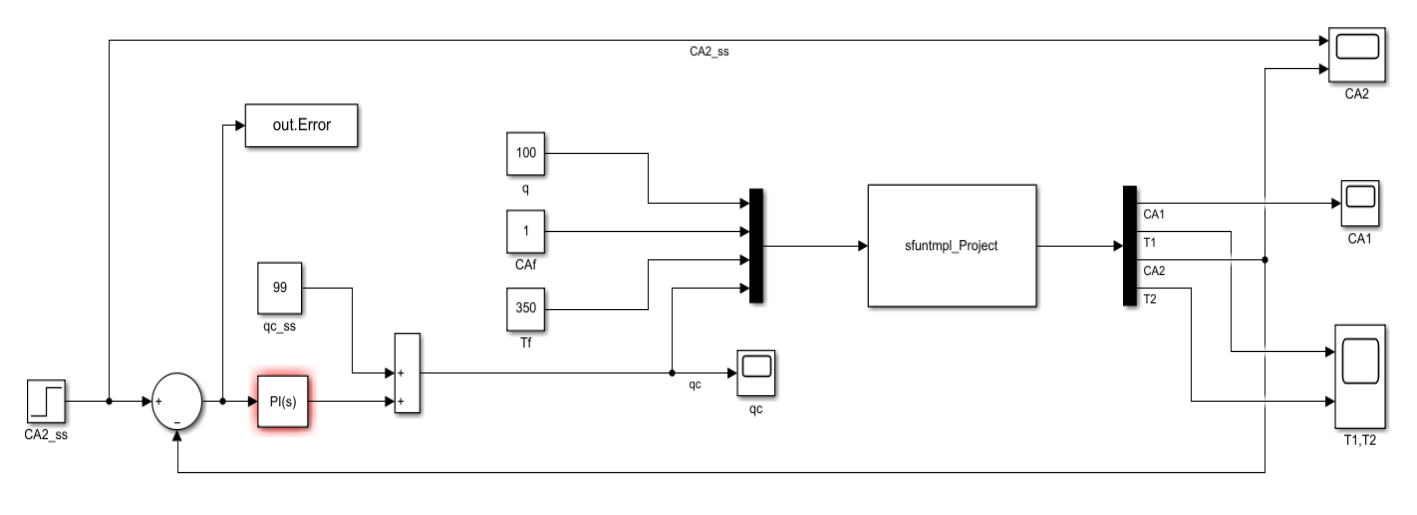 CA2_ss
CA2
out.Error
100
q
1
CAf
350
Tf
sfuntmpl_Project
CA1
T1
CA2
T2
CA1
99
qc_ss
+
+
qc
qc
CA2_ss
+
−
PI(s)
T1,T2